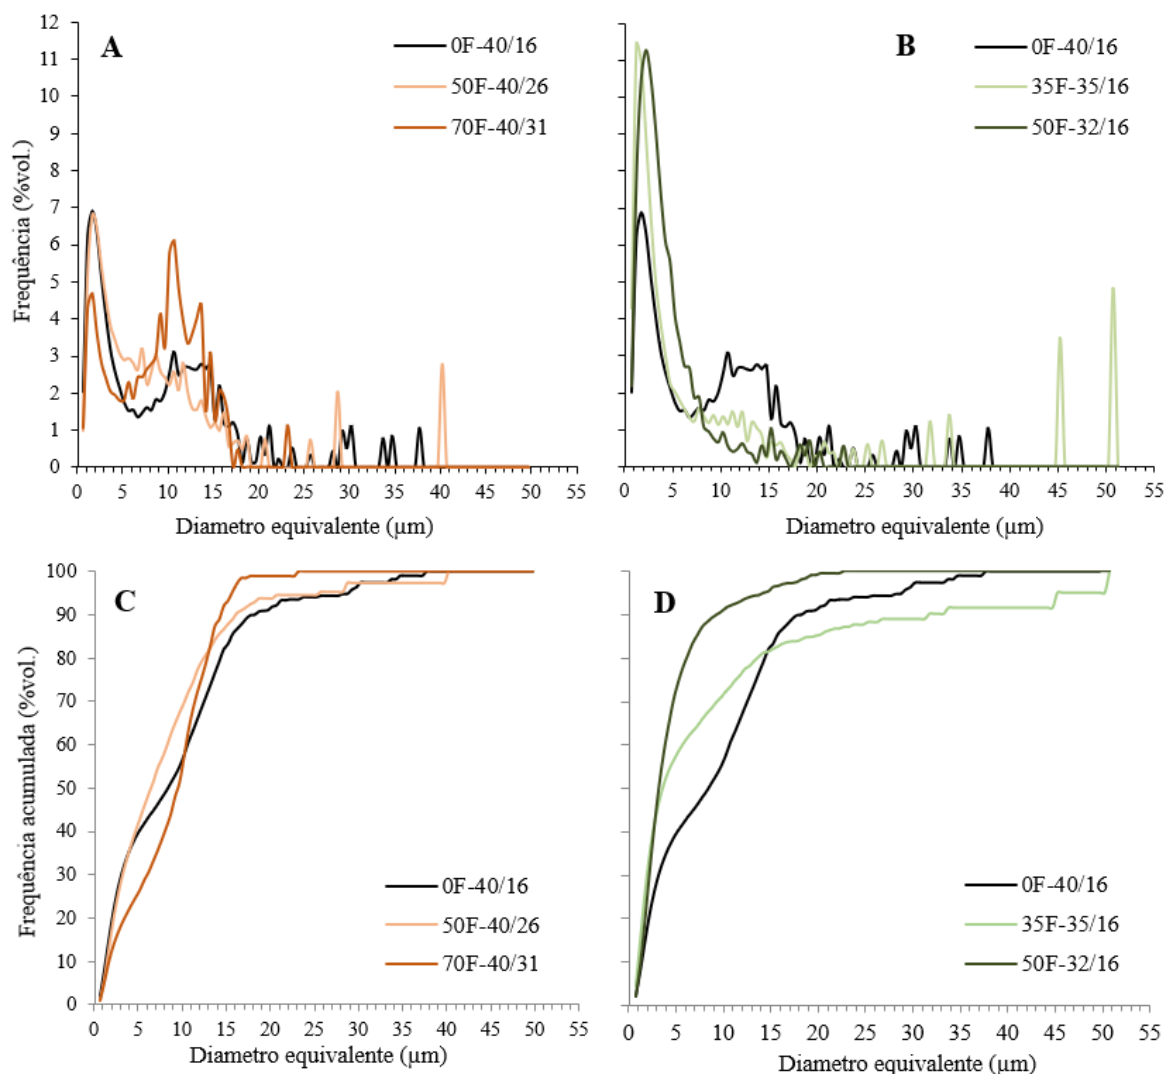 A
0F-40/16
50F-40/26
70F-40/31
Frequência (%vol.)
12
11
10
9
8
7
6
5
4
3
2
1
0
0 5 10 15 20 25 30 35 40 45 50 55
Diametro equivalente (µm)
B
0F-40/16
35F-35/16
50F-32/16
0 5 10 15 20 25 30 35 40 45 50 55
Diametro equivalente (µm)
C
0F-40/16
50F-40/26
70F-40/31
Frequência acumulada (%vol.)
100
90
80
70
60
50
40
30
20
10
0
0 5 10 15 20 25 30 35 40 45 50 55
Diametro equivalente (µm)
D
0F-40/16
35F-35/16
50F-32/16
0 5 10 15 20 25 30 35 40 45 50 55
Diametro equivalente (µm)